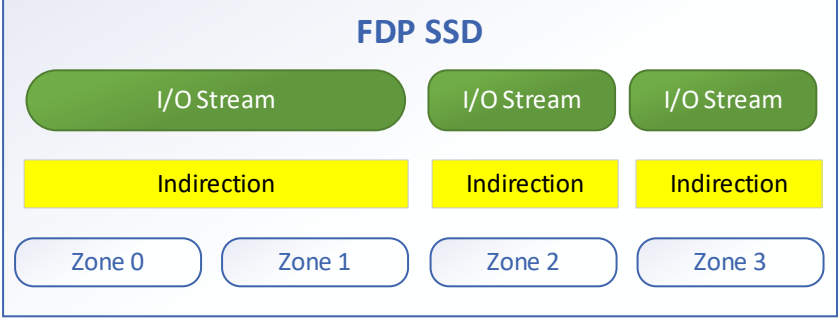 FDP SSD
I/O Stream I/O Stream I/O Stream
Indirection Indirection Indirection
Zone 0 Zone 1 Zone 2 Zone 3